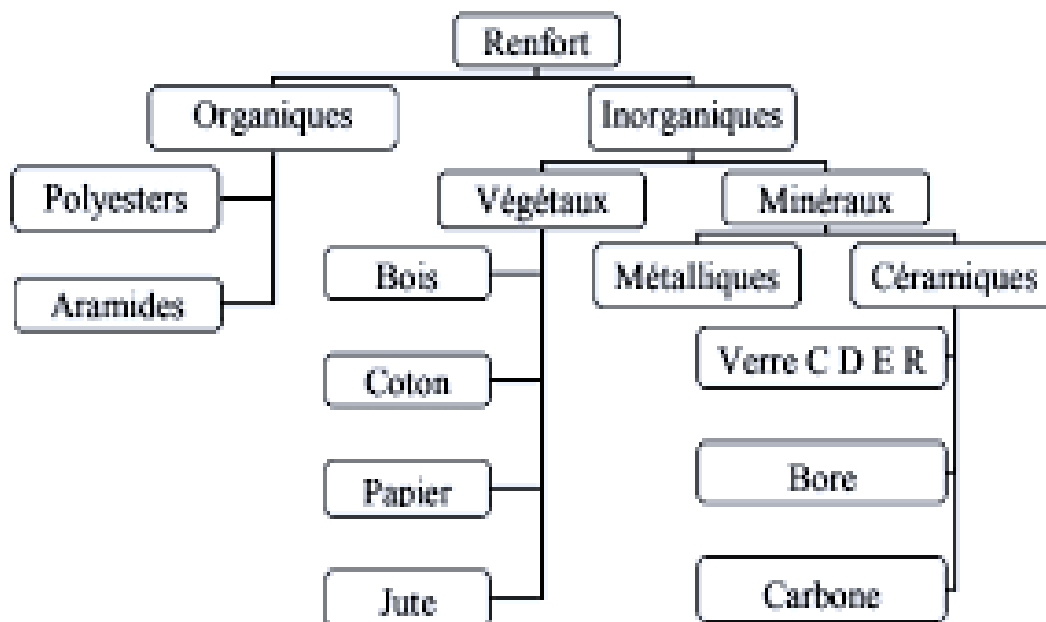 Renfort
Organiques
Inorganiques
Polyesters
Aramides
Végétaux
Minéraux
Bois
Coton
Papier
Jute
Métalliques
Céramiques
Verre C D E R
Bore
Carbone